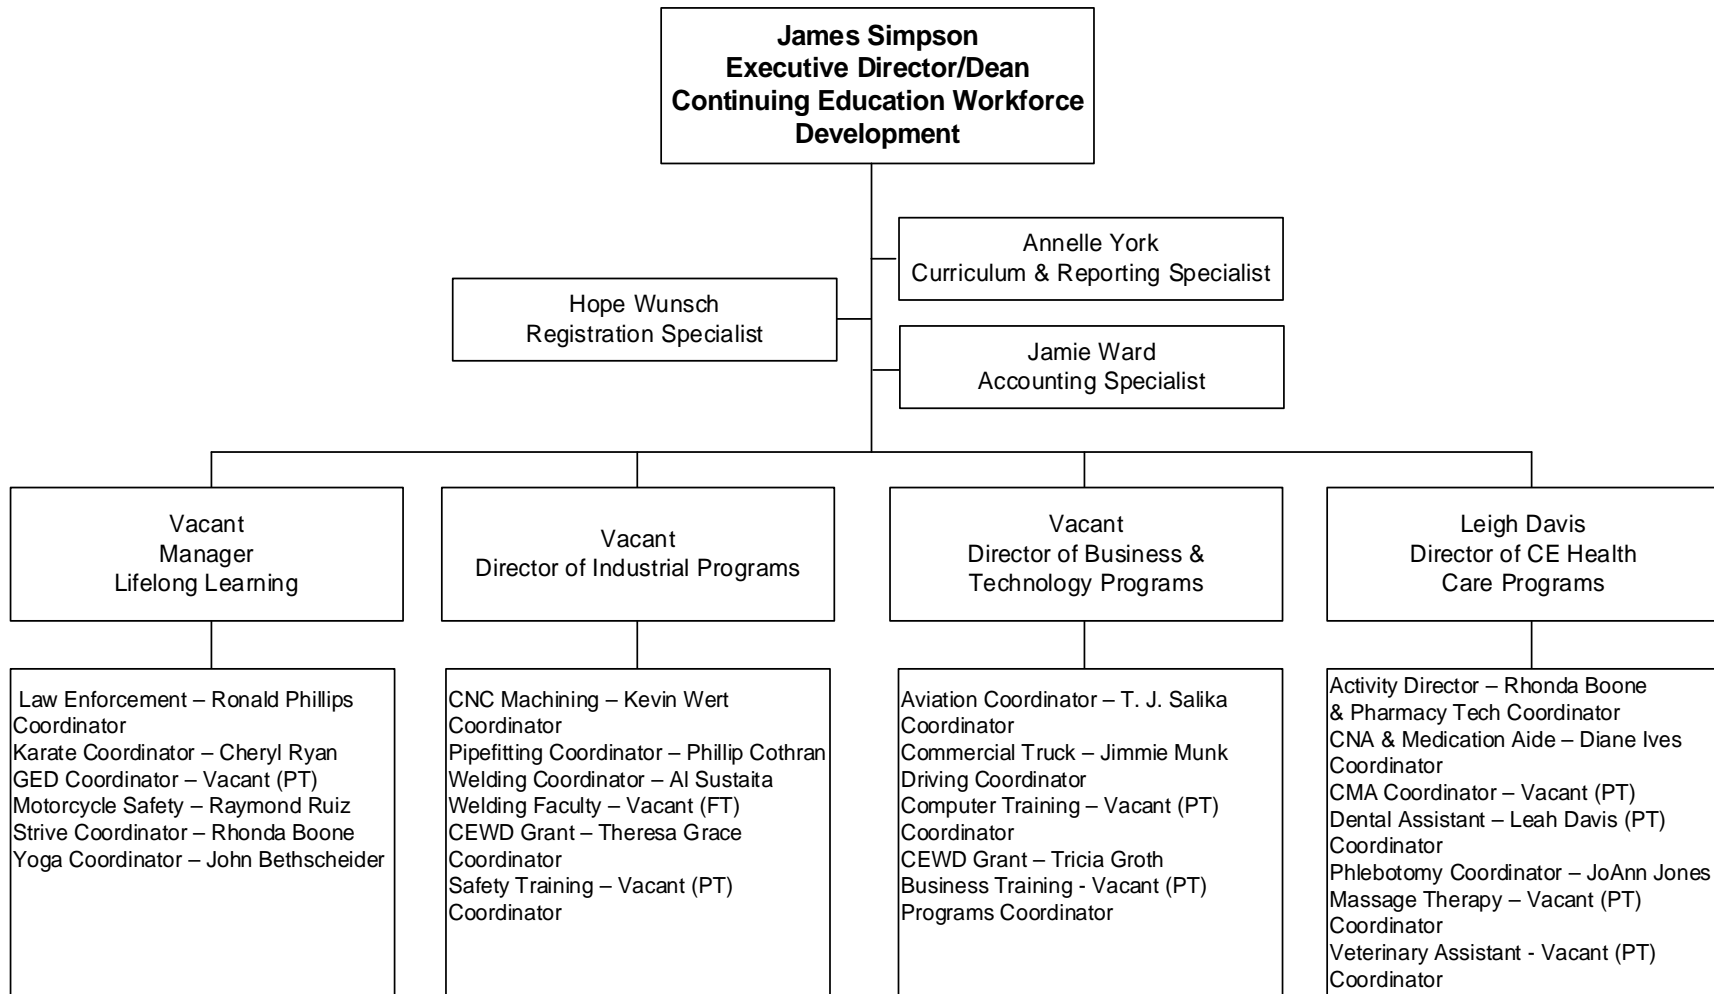 James Simpson
Executive Director/Dean
Continuing Education Workforce
Development
Annelle York
Curriculum & Reporting Specialist
Hope Wunsch
Registration Specialist
Jamie Ward
Accounting Specialist
Vacant
Manager
Lifelong Learning
Vacant
Director of Industrial Programs
Vacant
Director of Business &
Technology Programs
Leigh Davis
Director of CE Health
Care Programs
Law Enforcement – Ronald Phillips
Coordinator
Karate Coordinator – Cheryl Ryan
GED Coordinator – Vacant (PT)
Motorcycle Safety – Raymond Ruiz
Strive Coordinator – Rhonda Boone
Yoga Coordinator – John Bethscheider
CNC Machining – Kevin Wert
Coordinator
Pipefitting Coordinator – Phillip Cothran
Welding Coordinator – Al Sustaita
Welding Faculty – Vacant (FT)
CEWD Grant – Theresa Grace
Coordinator
Safety Training – Vacant (PT)
Coordinator
Aviation Coordinator – T. J. Salika
Coordinator
Commercial Truck – Jimmie Munk
Driving Coordinator
Computer Training – Vacant (PT)
Coordinator
CEWD Grant – Tricia Groth
Business Training - Vacant (PT)
Programs Coordinator
Activity Director – Rhonda Boone
& Pharmacy Tech Coordinator
CNA & Medication Aide – Diane Ives
Coordinator
CMA Coordinator – Vacant (PT)
Dental Assistant – Leah Davis (PT)
Coordinator
Phlebotomy Coordinator – JoAnn Jones
Massage Therapy – Vacant (PT)
Coordinator
Veterinary Assistant - Vacant (PT)
Coordinator